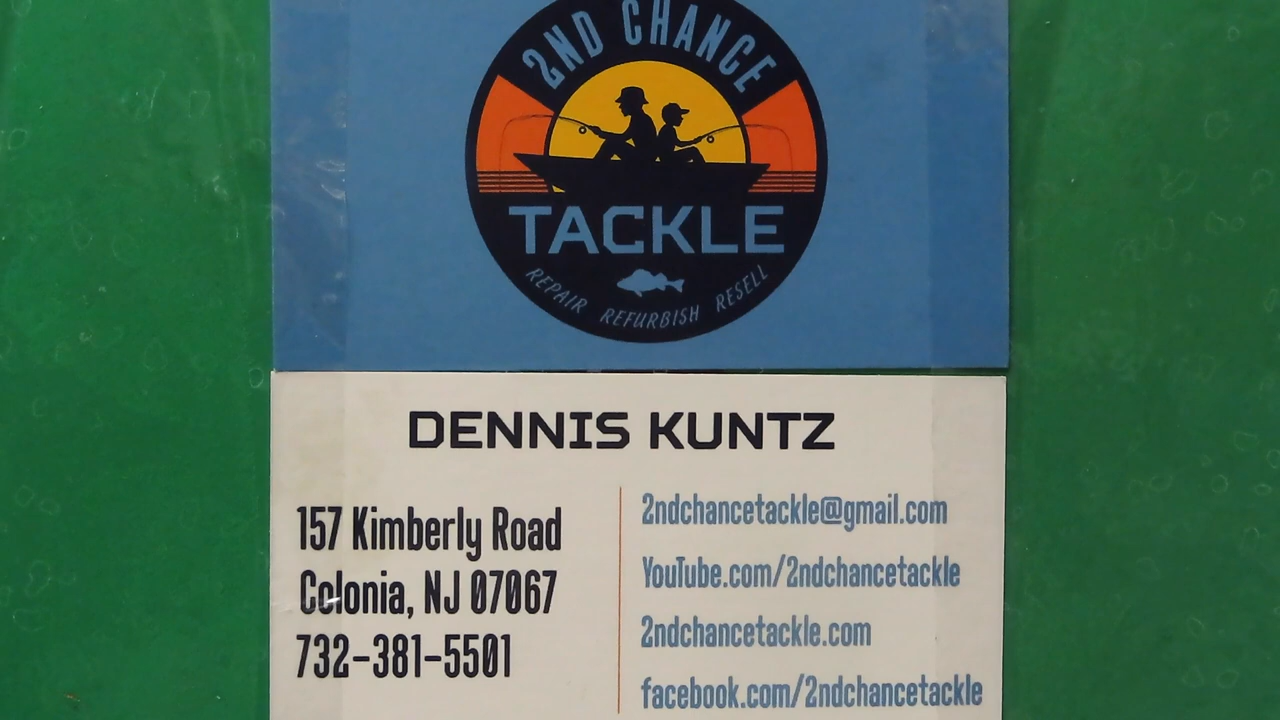 2ND CHANCE
TACKLE
REPAIR REFURBISH RESELL
DENNIS KUNTZ
157 Kimberly Road
Colonia, NJ 07067
732-381-5501
2ndchancetackle@gmail.com
YouTube.com/2ndchancetackle
2ndchancetackle.com
facebook.com/2ndchancetackle